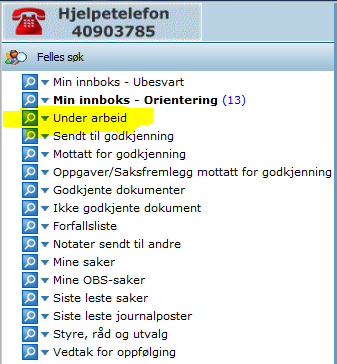 Hjelpetelefon
40903785
Felles søk
Min innboks - Ubesvart
Min innboks - Orientering (13)
Under arbeid
Sendt til godkjenning
Mottatt for godkjenning
Oppgaver/Saksfremlegg mottatt for godkjenning
Godkjente dokumenter
Ikke godkjente dokument
Forfallsliste
Notater sendt til andre
Mine saker
Mine OBS-saker
Siste leste saker
Siste leste journalposter
Styre, råd og utvalg
Vedtak for oppfølging